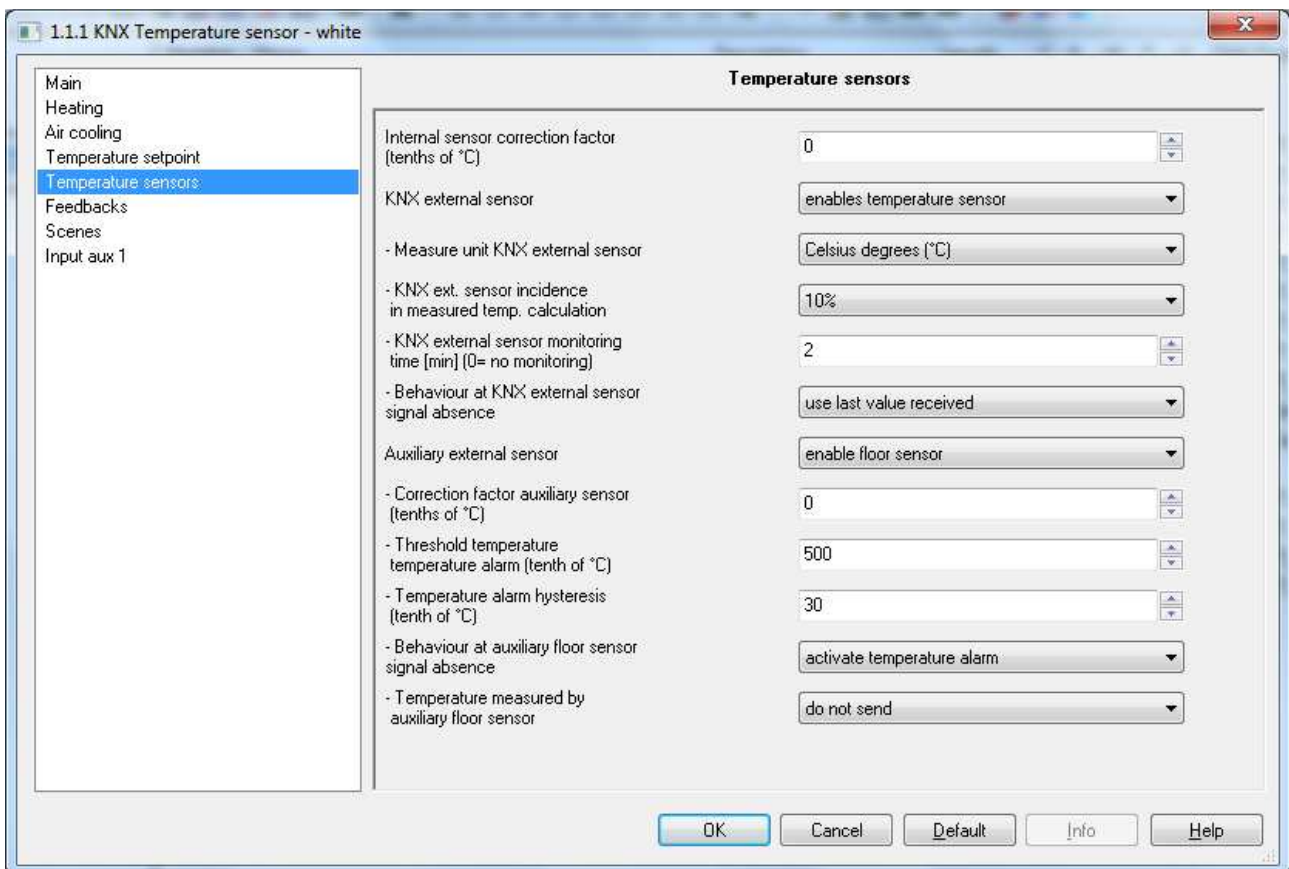 1.1.1 KNX Temperature sensor - white
Main
Heating
Air cooling
Temperature setpoint
Temperature sensors
Feedbacks
Scenes
Input aux 1
Temperature sensors
Internal sensor correction factor
(tenths of °C)
0
KNX external sensor
enables temperature sensor
- Measure unit KNX external sensor
Celsius degrees (°C)
- KNX ext. sensor incidence
in measured temp. calculation
10%
- KNX external sensor monitoring
time [min] (0= no monitoring)
2
- Behaviour at KNX external sensor
signal absence
use last value received
Auxiliary external sensor
enable floor sensor
- Correction factor auxiliary sensor
(tenths of °C)
0
- Threshold temperature
temperature alarm (tenth of °C)
500
- Temperature alarm hysteresis
(tenth of °C)
30
- Behaviour at auxiliary floor sensor
signal absence
activate temperature alarm
- Temperature measured by
auxiliary floor sensor
do not send
OK
Cancel
Default
Info
Help